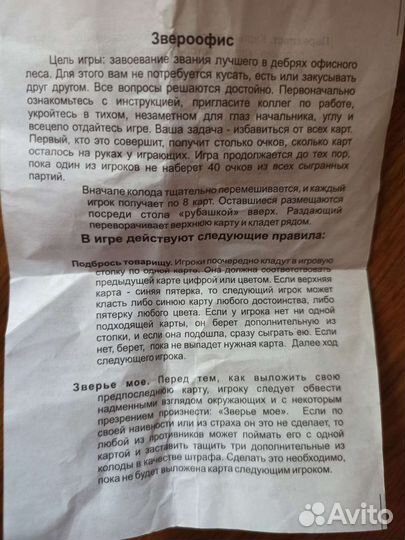 Звероофис
Цель игры: завоевание звания лучшего в дебрях офисного
леса. Для этого вам не потребуется кусать, есть или закусывать
друг другом. Все вопросы решаются достойно. Первоначально
ознакомьтесь с инструкцией, пригласите коллег по работе,
укройтесь в тихом, незаметном для глаз начальника, углу и
всецело отдайтесь игре. Ваша задача - избавиться от всех карт.
Первый, кто это совершит, получит столько очков, сколько карт
осталось на руках у играющих. Игра продолжается до тех пор,
пока один из игроков не наберет 40 очков из всех сыгранных
партий.
Вначале колода тщательно перемешивается, и каждый
игрок получает по 8 карт. Оставшиеся размещаются
посреди стола «рубашкой» вверх. Раздающий
переворачивает верхнюю карту и кладет рядом.
В игре действуют следующие правила:
Подбрось товарищу. Игроки поочередно кладут в игровую
стопку по одной карте. Она должна соответствовать
предыдущей карте цифрой или цветом. Если верхняя
карта - синяя пятерка, то следующий игрок может
класть либо синюю карту любого достоинства, либо
пятерку любого цвета. Если у игрока нет ни одной
подходящей карты, он берет дополнительную из
стопки, и если она подошла, сразу сыграть ею. Если
нет, берет, пока не выпадет нужная карта. Далее ход
следующего игрока.
Зверье мое. Перед тем, как выложить свою
предпоследнюю карту, игроку следует обвести
надменными взглядом окружающих и с некоторым
презрением произнести: «Зверье мое». Если по
своей наивности или из страха он это не сделает, то
любой из противников может поймать его с одной
картой и заставить тащить три дополнительные из
колоды в качестве штрафа. Сделать это необходимо,
пока не будет выложена карта следующим игроком.
Avito